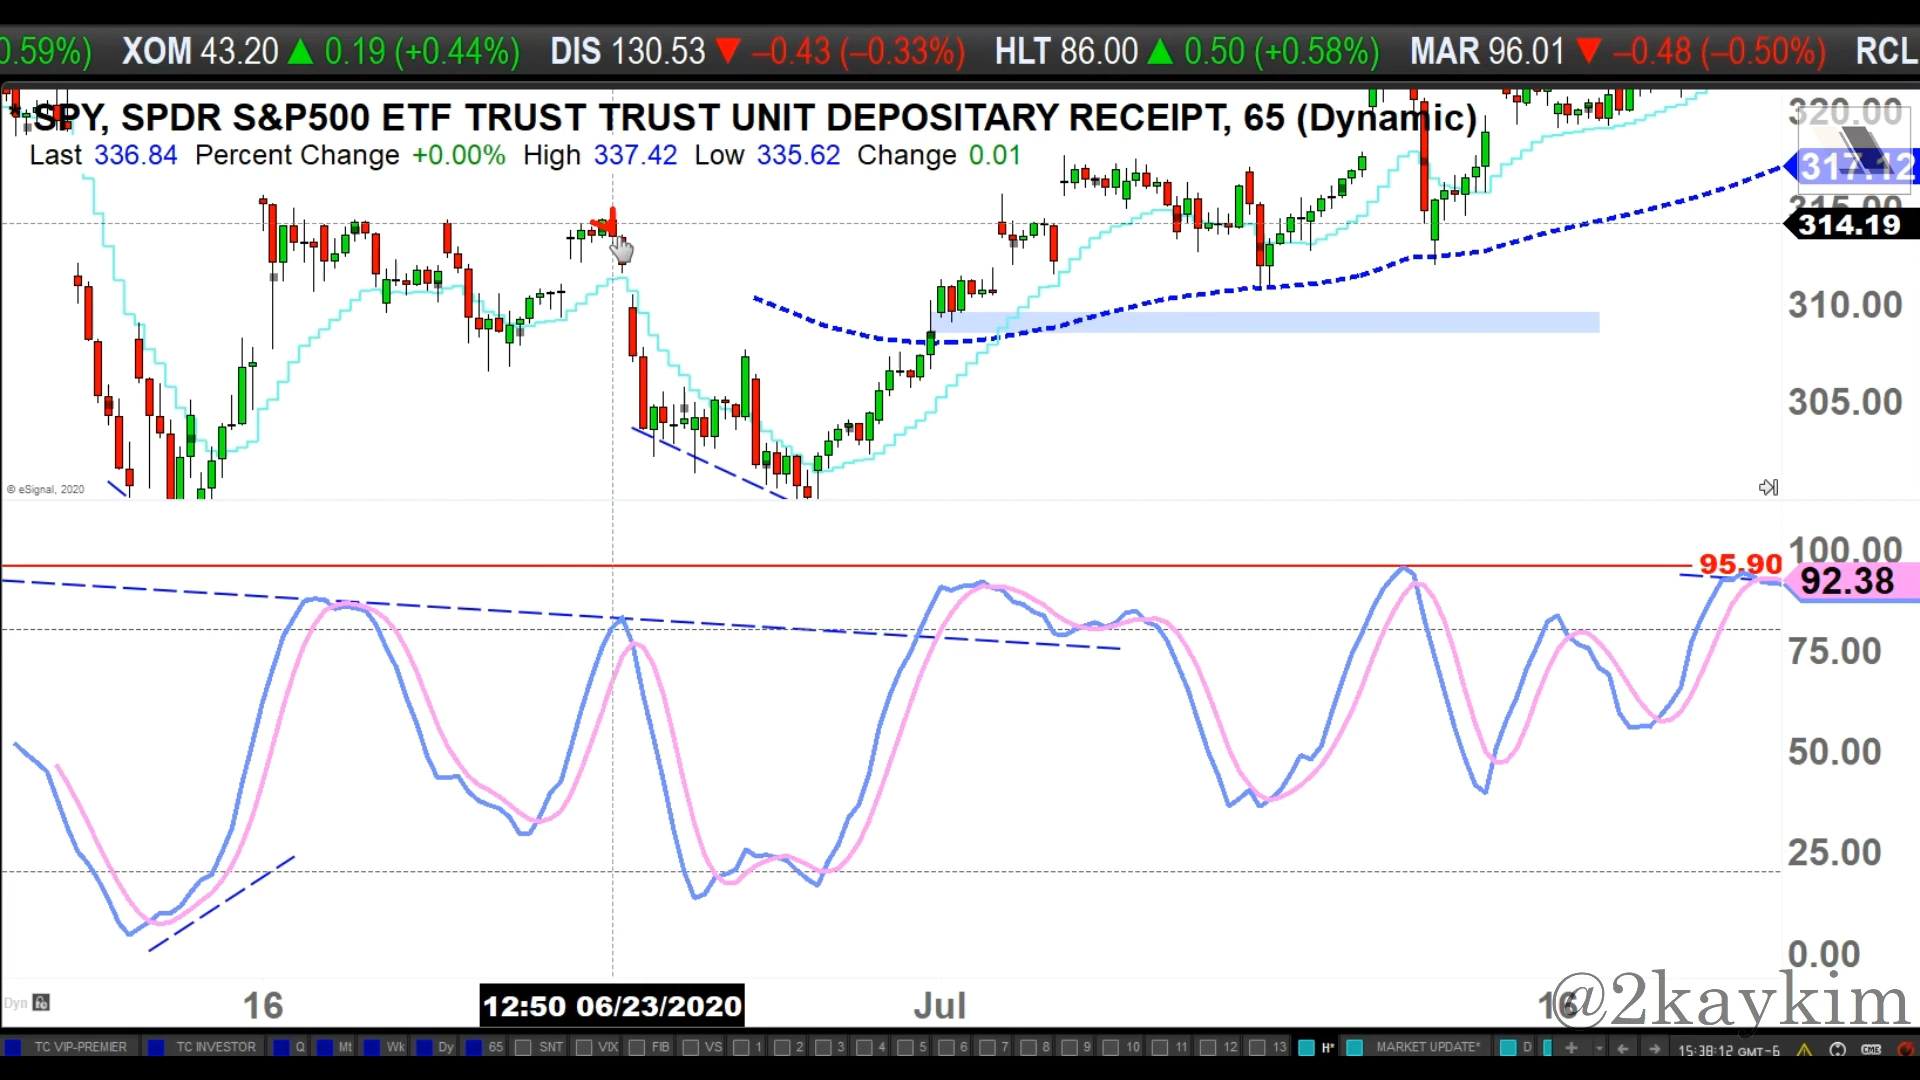 0.59%) XOM 43.20 ▲ 0.19 (+0.44%) DIS 130.53 ▼ –0.43 (–0.33%) HLT 86.00 ▲ 0.50 (+0.58%) MAR 96.01 ▼ –0.48 (–0.50%) RCL
* SPY, SPDR S&P500 ETF TRUST TRUST UNIT DEPOSITARY RECEIPT, 65 (Dynamic)
Last 336.84 Percent Change +0.00% High 337.42 Low 335.62 Change 0.01
320.00
317.12
315.00
314.19
310.00
305.00
© eSignal, 2020
100.00
95.90
92.38
75.00
50.00
25.00
0.00
Dyn
16 12:50 06/23/2020 Jul 16
@2kaykim
TC VIP-PREMIER TC INVESTOR Q Mt Wk Dy 65 SNT VIX FIB VS 1 2 3 4 5 6 7 8 9 10 11 12 13 H* MARKET UPDATE* D 15:38:12 GMT-6 CME